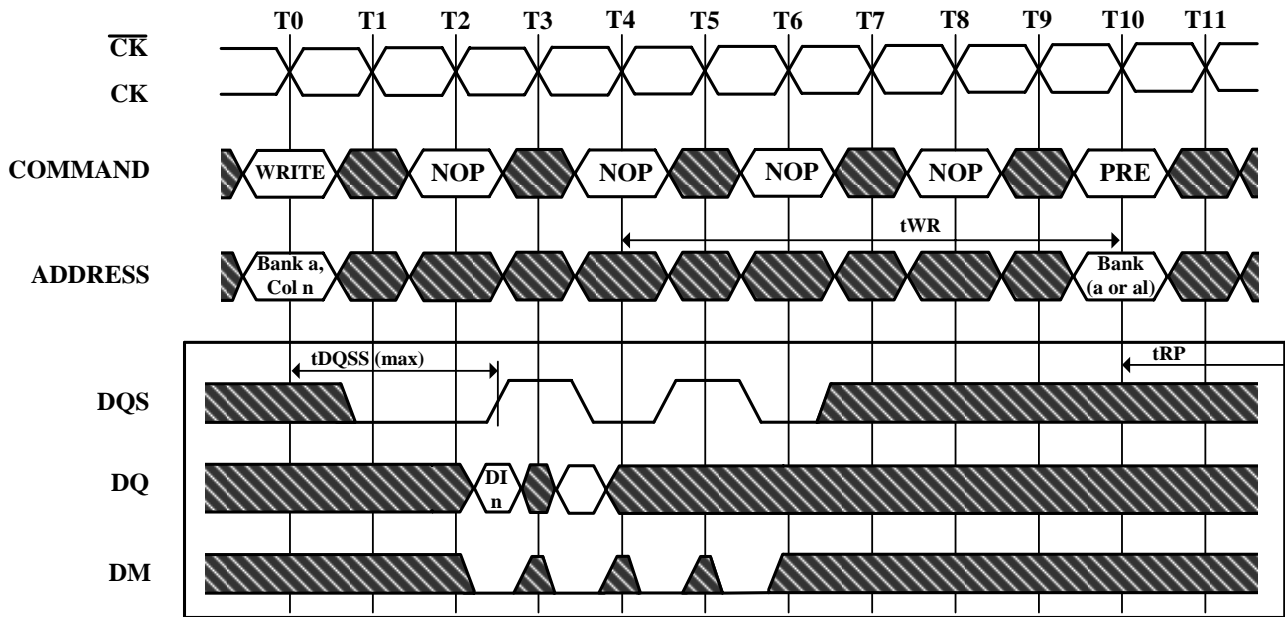 T0 T1 T2 T3 T4 T5 T6 T7 T8 T9 T10 T11
CK
CK
COMMAND
WRITE NOP NOP NOP NOP PRE
tWR
ADDRESS
Bank a,
Col n
Bank
(a or al)
tDQSS (max)
tRP
DQS
DQ
DI
n
DM